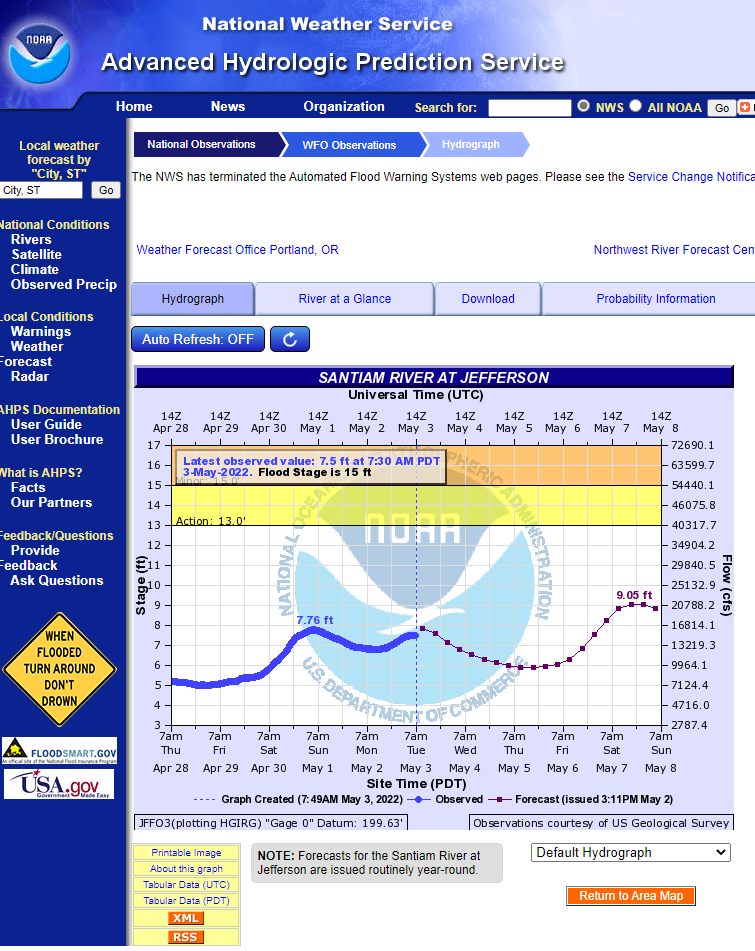 National Weather Service
NOAA
Advanced Hydrologic Prediction Service
Home News Organization Search for: NWS All NOAA Go
Local weather
forecast by
"City, ST"
City, ST Go
National Conditions
Rivers
Satellite
Climate
Observed Precip
Local Conditions
Warnings
Weather
Forecast
Radar
AHPS Documentation
User Guide
User Brochure
What is AHPS?
Facts
Our Partners
Feedback/Questions
Provide
Feedback
Ask Questions
WHEN
FLOODED
TURN AROUND
DON'T
DROWN
FLOODSMART.GOV
An official site of the National Flood Insurance Program
USA.gov
Government Made Easy
National Observations WFO Observations Hydrograph
The NWS has terminated the Automated Flood Warning Systems web pages. Please see the Service Change Notifica
Weather Forecast Office Portland, OR Northwest River Forecast Cen
Hydrograph River at a Glance Download Probability Information
Auto Refresh: OFF
SANTIAM RIVER AT JEFFERSON
Universal Time (UTC)
14Z 14Z 14Z 14Z 14Z 14Z 14Z 14Z 14Z 14Z 14Z
Apr 28 Apr 29 Apr 30 May 1 May 2 May 3 May 4 May 5 May 6 May 7 May 8
17 72690.1
Latest observed value: 7.5 ft at 7:30 AM PDT
3-May-2022. Flood Stage is 15 ft
16 63599.7
Minor: 15.0'
15 54440.1
14 46075.8
Action: 13.0'
13 40317.7
12 34904.2
11 29840.5
10 25132.9
9 20788.2
9.05 ft
7.76 ft
8 16814.1
7 13219.3
6 9964.1
5 7124.4
4 4716.0
3 2787.4
Stage (ft)
Flow (cfs)
NATIONAL OCEANIC AND ATMOSPHERIC ADMINISTRATION
NOAA
U.S. DEPARTMENT OF COMMERCE
7am 7am 7am 7am 7am 7am 7am 7am 7am 7am 7am
Thu Fri Sat Sun Mon Tue Wed Thu Fri Sat Sun
Apr 28 Apr 29 Apr 30 May 1 May 2 May 3 May 4 May 5 May 6 May 7 May 8
Site Time (PDT)
Graph Created (7:49AM May 3, 2022) Observed Forecast (issued 3:11PM May 2)
JFFO3(plotting HGIRG) "Gage 0" Datum: 199.63' Observations courtesy of US Geological Survey
Printable Image
About this graph
Tabular Data (UTC)
Tabular Data (PDT)
XML
RSS
NOTE: Forecasts for the Santiam River at
Jefferson are issued routinely year-round.
Default Hydrograph
Return to Area Map